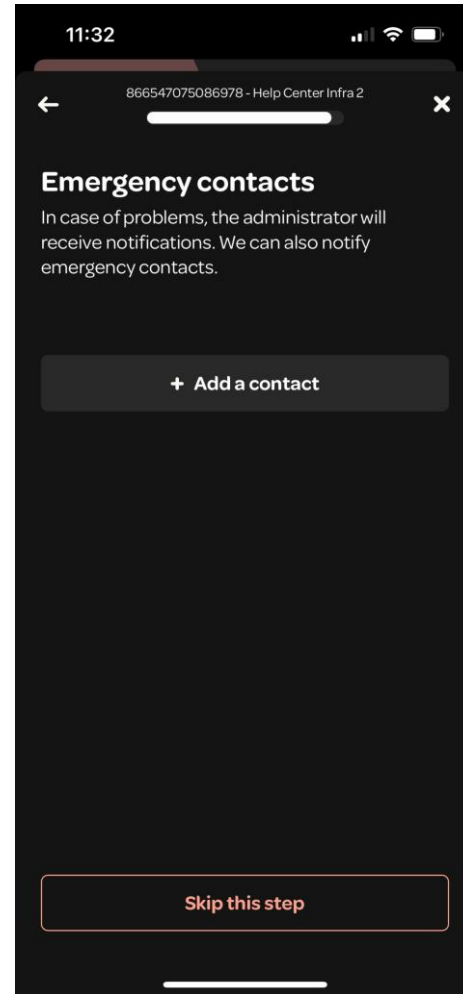 11:32
866547075086978 - Help Center Infra 2
Emergency contacts
In case of problems, the administrator will
receive notifications. We can also notify
emergency contacts.
+ Add a contact
Skip this step